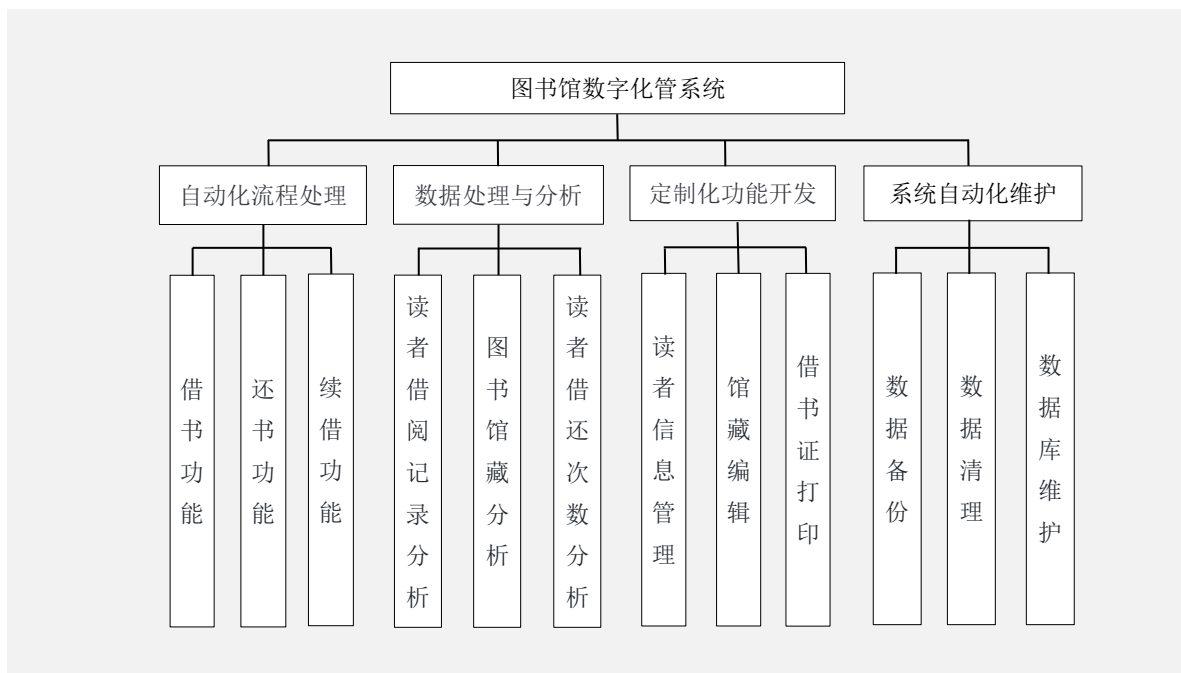 图书馆数字化管系统
自动化流程处理
数据处理与分析
定制化功能开发
系统自动化维护
借书功能
还书功能
续借功能
读者借阅记录分析
图书馆藏分析
读者借还次数分析
读者信息管理
馆藏编辑
借书证打印
数据备份
数据清理
数据库维护